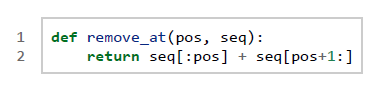 1 def remove_at(pos, seq):
2     return seq[:pos] + seq[pos+1:]